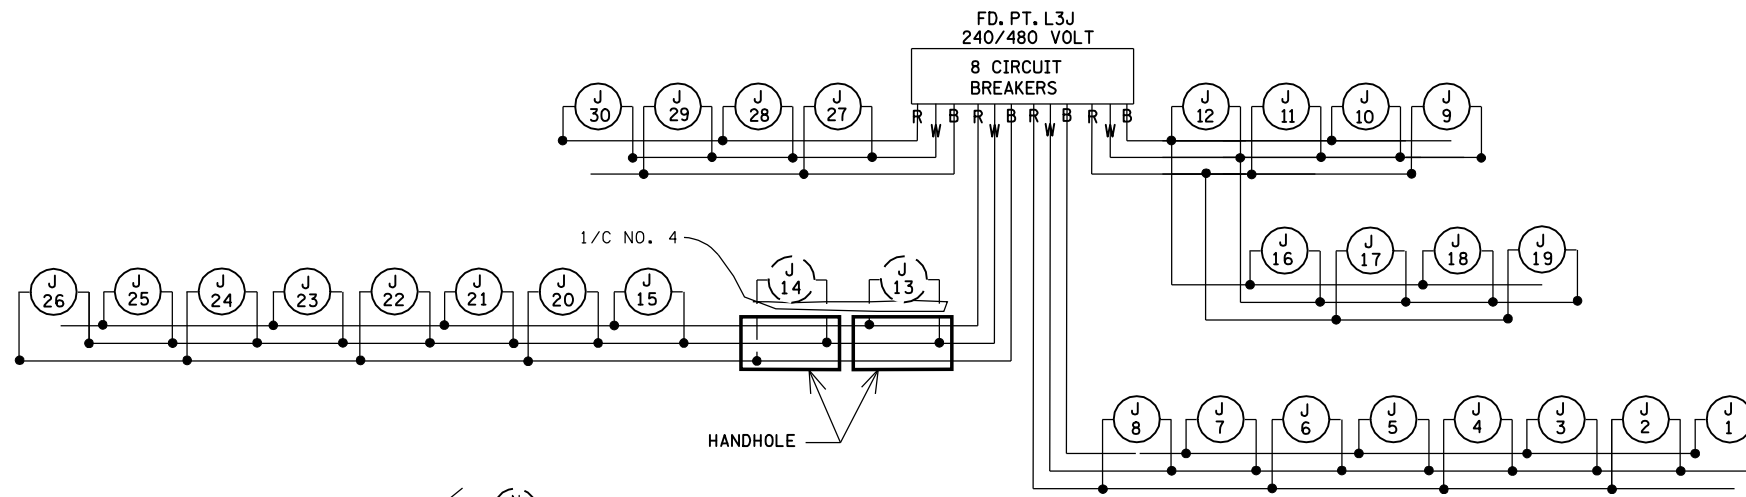 FD. PT. L3J
240/480 VOLT
8 CIRCUIT
BREAKERS
R W B R W B R W B R W B
J 30
J 29
J 28
J 27
J 12
J 11
J 10
J 9
1/C NO. 4
J 16
J 17
J 18
J 19
J 26
J 25
J 24
J 23
J 22
J 21
J 20
J 15
J 14
J 13
HANDHOLE
J 8
J 7
J 6
J 5
J 4
J 3
J 2
J 1